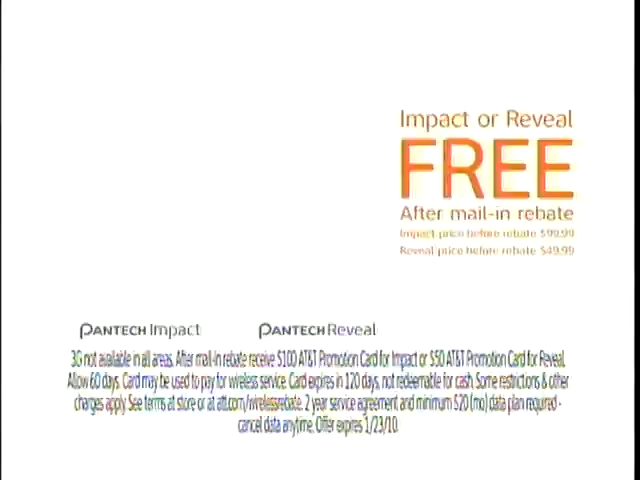 Impact or Reveal
FREE
After mail-in rebate
Impact price before rebate $99.99
Reveal price before rebate $49.99
PANTECH Impact
PANTECH Reveal
3G not available in all areas. After mail-in rebate receive $100 AT&T Promotion Card for Impact or $50 AT&T Promotion Card for Reveal.
Allow 60 days. Card may be used to pay for wireless service. Card expires in 120 days, not redeemable for cash. Some restrictions & other
charges apply. See terms at store or at att.com/wirelessrebate. 2 year service agreement and minimum $20 (mo) data plan required -
cancel data anytime. Offer expires 1/23/10.